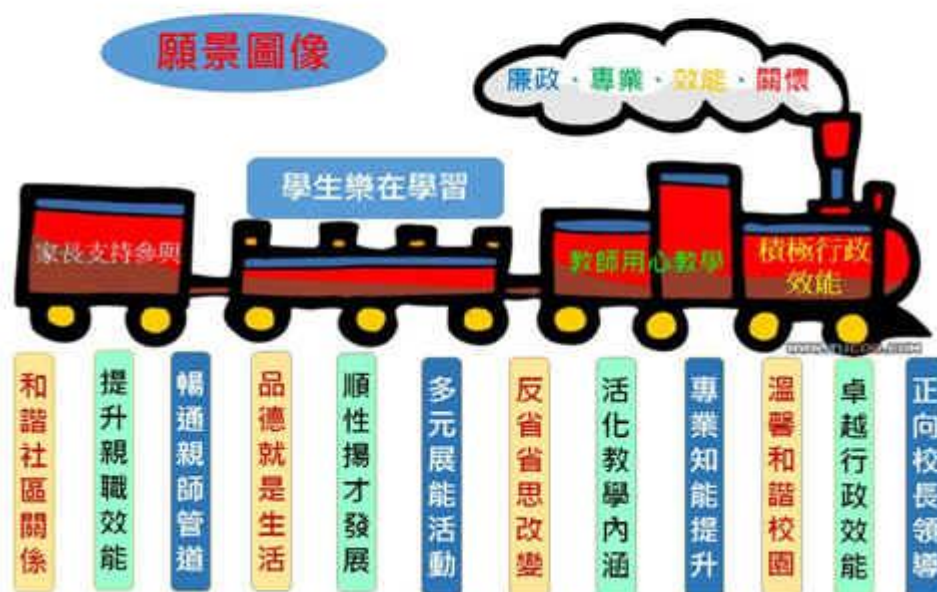 願景圖像
廉政．專業．效能．關懷
學生樂在學習
家長支持參與
教師用心教學
積極行政
效能
和諧社區關係
提升親職效能
暢通親師管道
品德就是生活
順性揚才發展
多元展能活動
反省省思改變
活化教學內涵
專業知能提升
溫馨和諧校園
卓越行政效能
正向校長領導